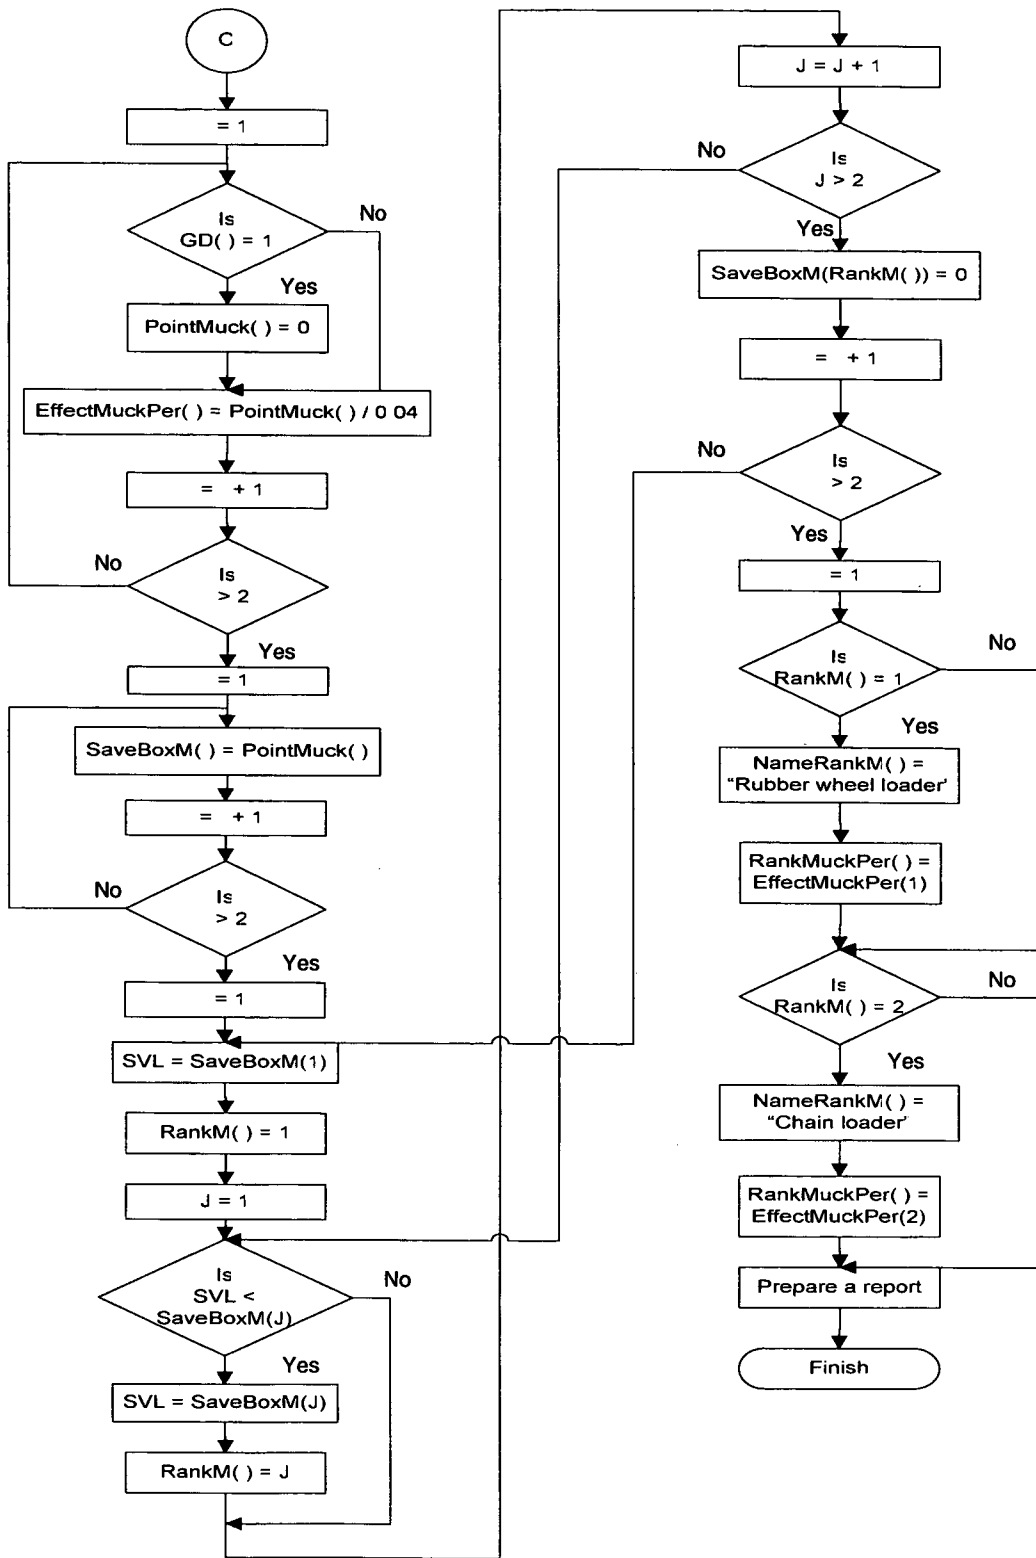 C
= 1
Is
GD( ) = 1
No
Yes
PointMuck( ) = 0
EffectMuckPer( ) = PointMuck( ) / 0 04
=   + 1
Is
> 2
No
Yes
= 1
SaveBoxM( ) = PointMuck( )
=   + 1
Is
> 2
No
Yes
= 1
SVL = SaveBoxM(1)
RankM( ) = 1
J = 1
Is
SVL <
SaveBoxM(J)
No
Yes
SVL = SaveBoxM(J)
RankM( ) = J
J = J + 1
Is
J > 2
No
Yes
SaveBoxM(RankM( )) = 0
=   + 1
Is
> 2
No
Yes
= 1
Is
RankM( ) = 1
No
Yes
NameRankM( ) =
“Rubber wheel loader’
RankMuckPer( ) =
EffectMuckPer(1)
Is
RankM( ) = 2
No
Yes
NameRankM( ) =
“Chain loader’
RankMuckPer( ) =
EffectMuckPer(2)
Prepare a report
Finish